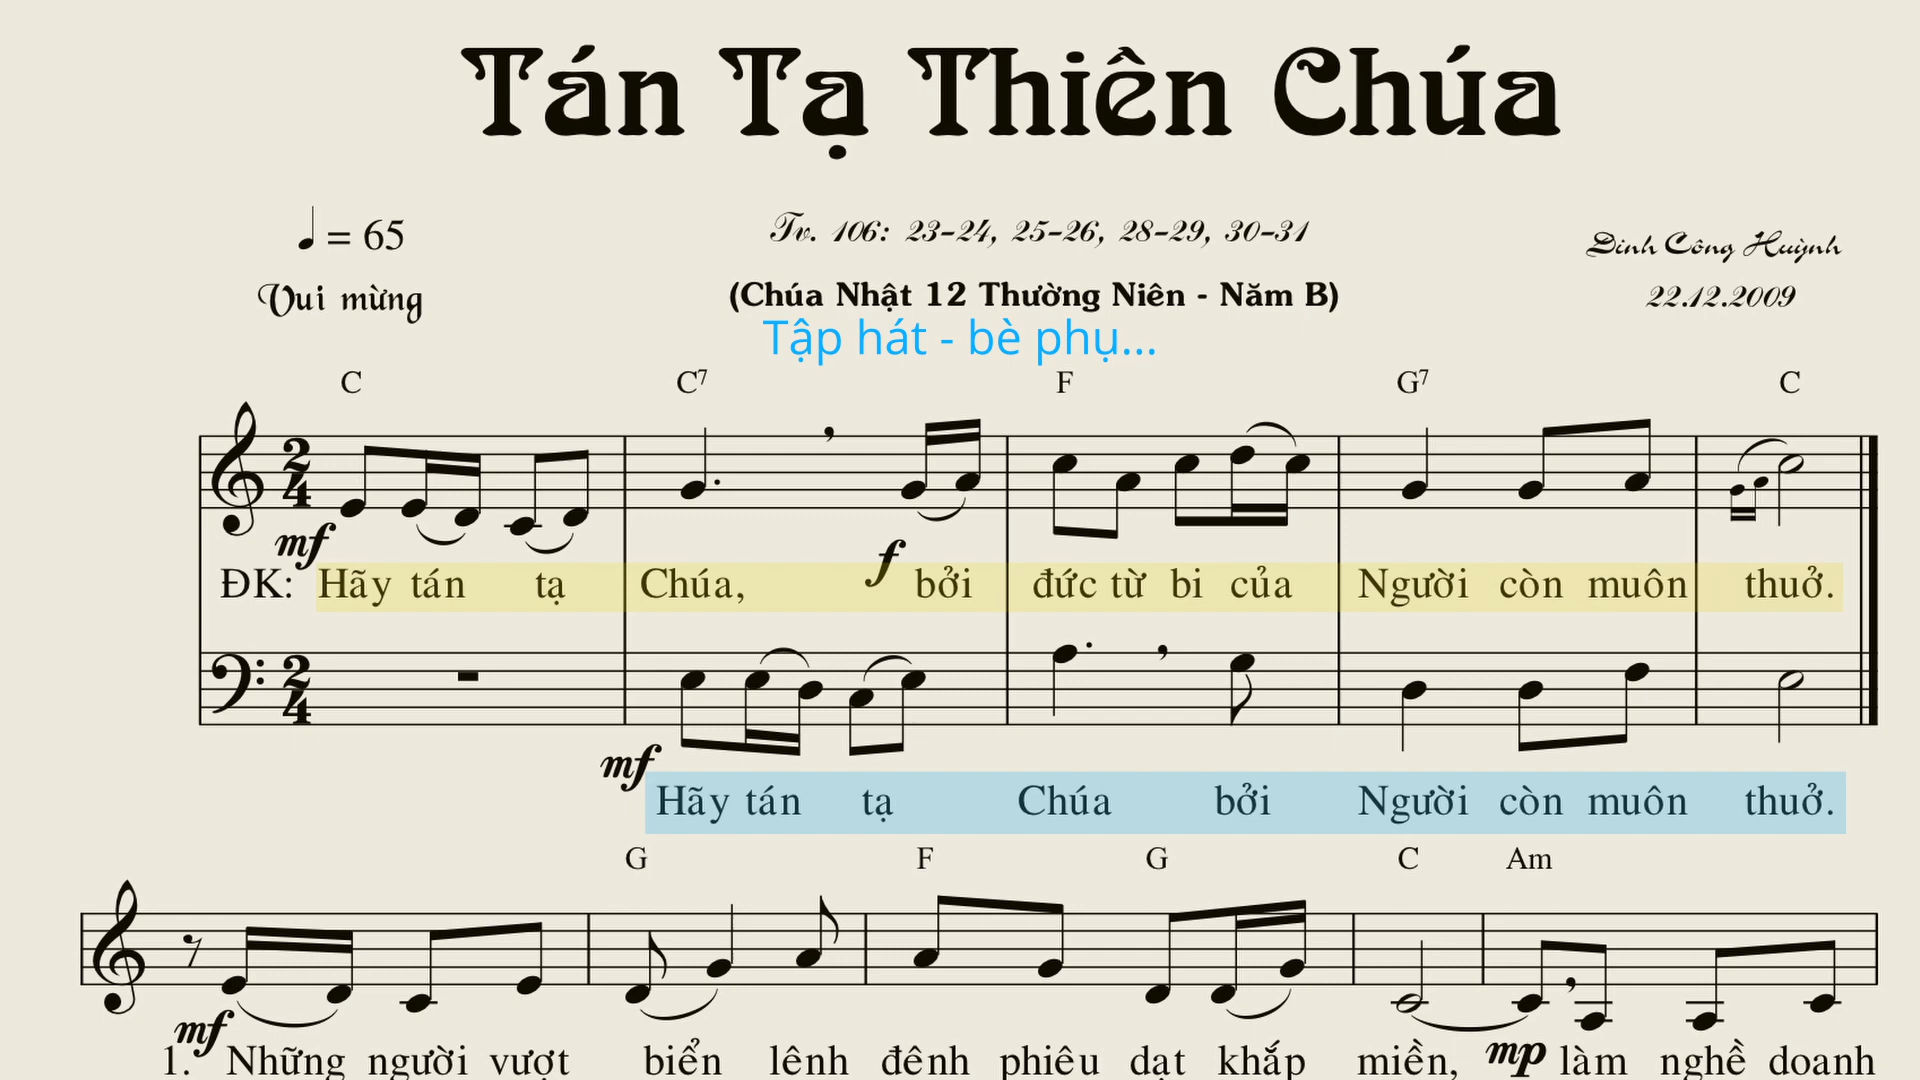 Tán Tạ Thiên Chúa
♩ = 65
Tv. 106: 23-24, 25-26, 28-29, 30-31
Đinh Công Huỳnh
Vui mừng
(Chúa Nhật 12 Thường Niên - Năm B)
22.12.2009
Tập hát - bè phụ...
C C7 F G7 C
mf f
ĐK: Hãy tán tạ Chúa, bởi đức từ bi của Người còn muôn thuở.
mf
Hãy tán tạ Chúa bởi Người còn muôn thuở.
G F G C Am
mf mp
1. Những người vượt biển lênh đênh phiêu dạt khắp miền, làm nghề doanh